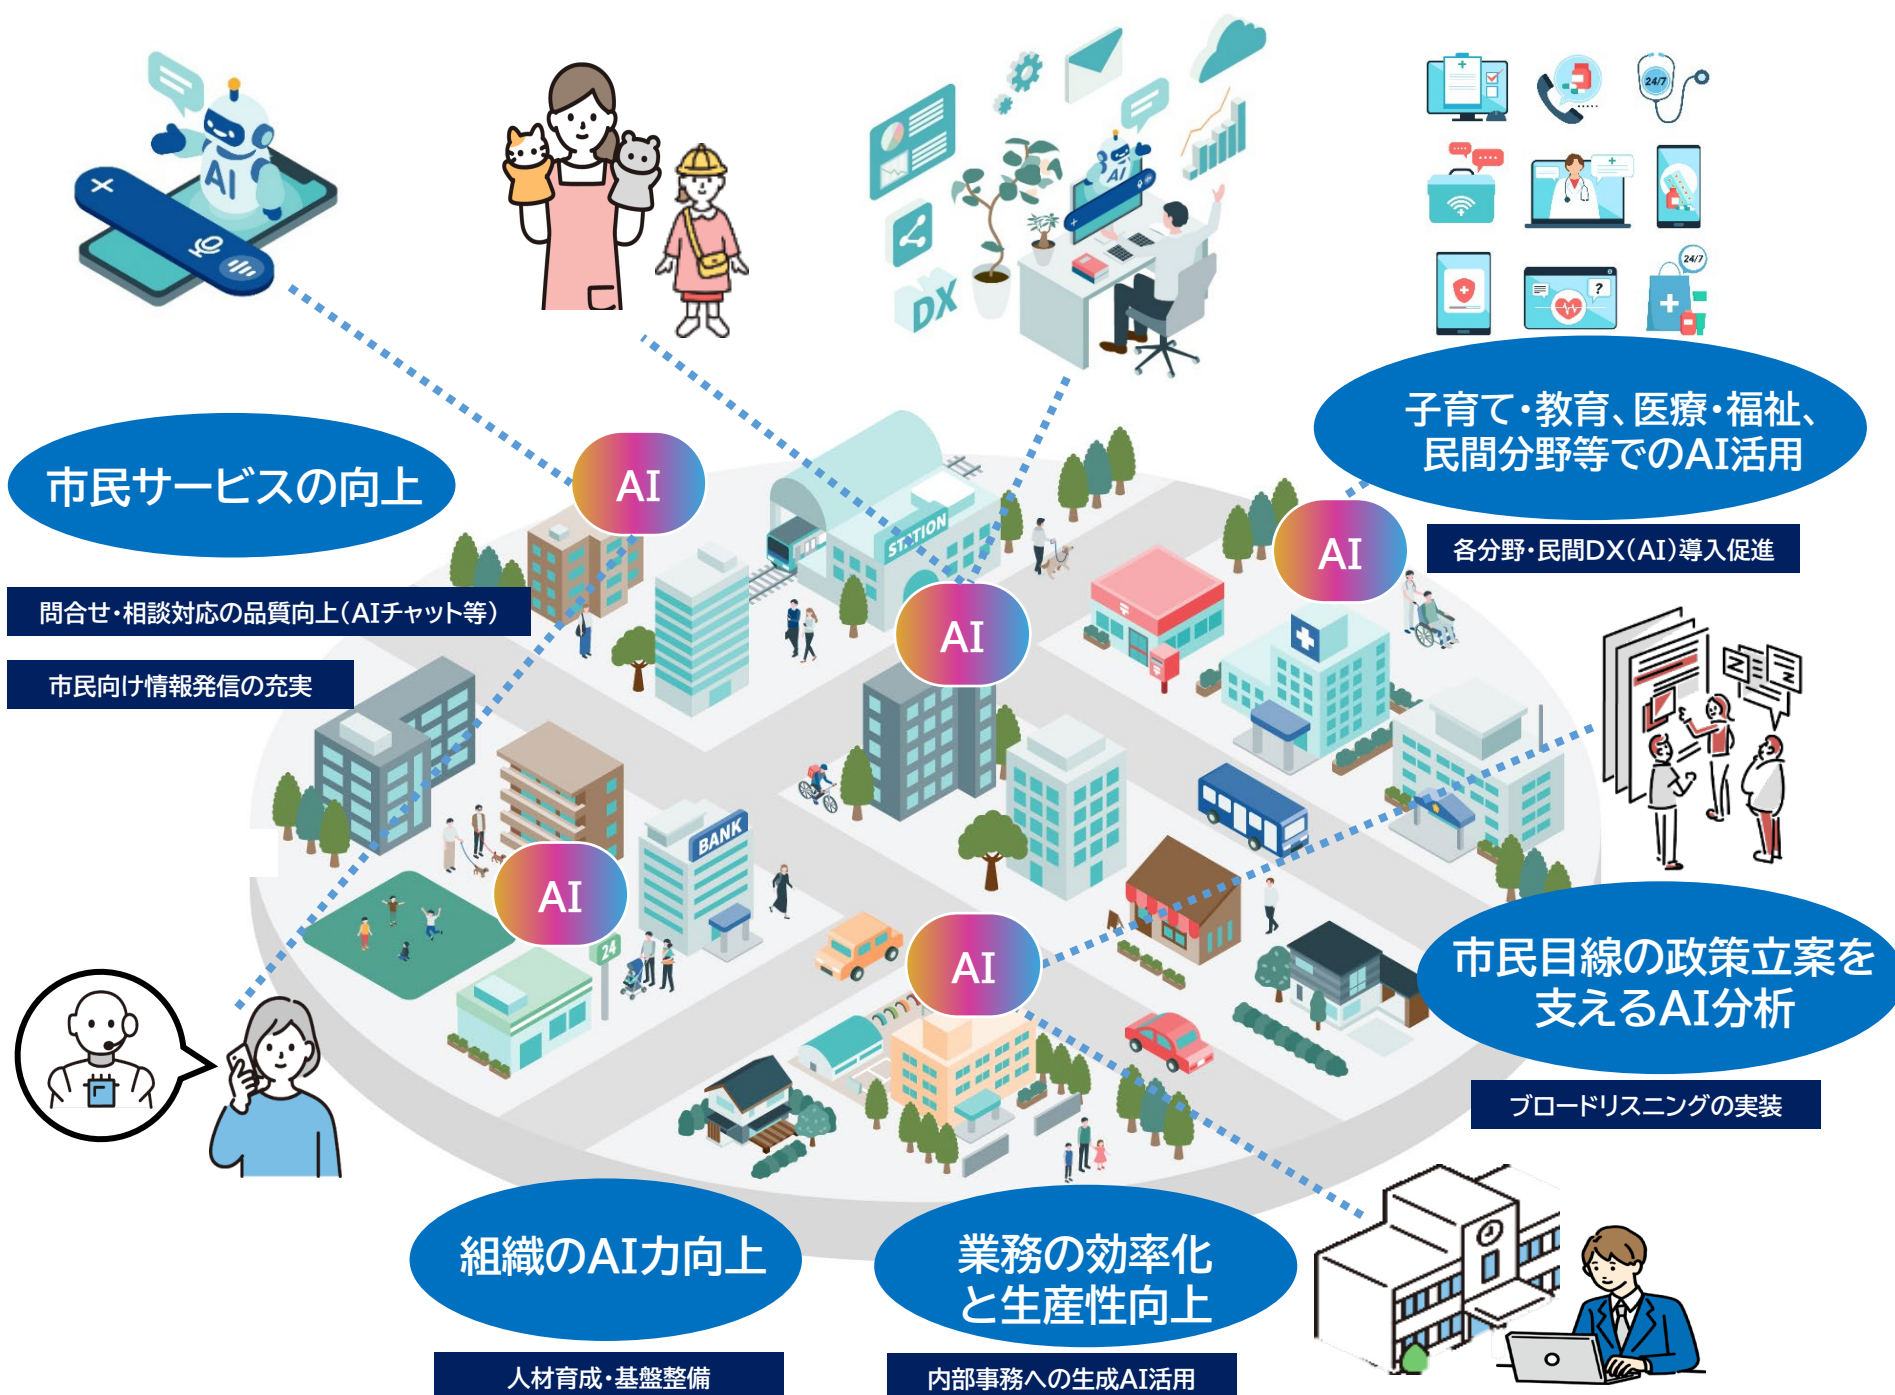 AI
24/7
AI
DX
24/7
?
子育て・教育、医療・福祉、
民間分野等でのAI活用
各分野・民間DX(AI)導入促進
市民サービスの向上
問合せ・相談対応の品質向上(AIチャット等)
市民向け情報発信の充実
AI
STATION
AI
AI
BANK
AI
24
AI
市民目線の政策立案を
支えるAI分析
ブロードリスニングの実装
組織のAI力向上
人材育成・基盤整備
業務の効率化
と生産性向上
内部事務への生成AI活用